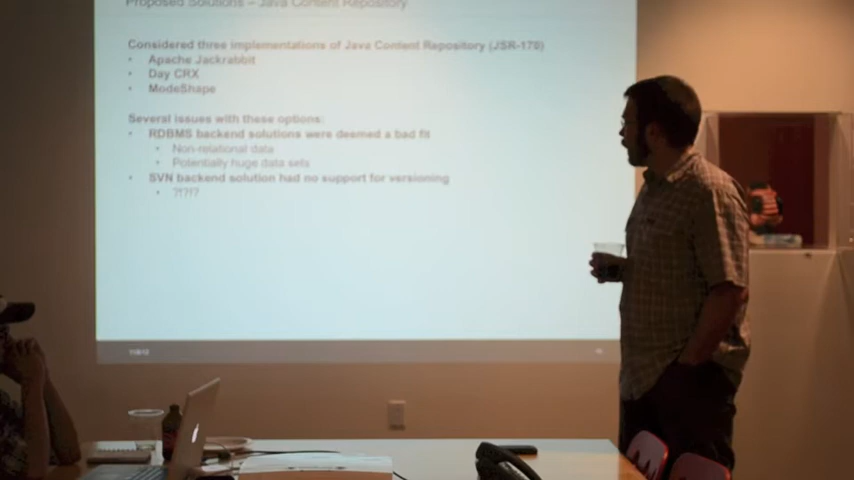 Proposed Solutions – Java Content Repository
Considered three implementations of Java Content Repository (JSR-170)
• Apache Jackrabbit
• Day CRX
• ModeShape
Several issues with these options:
• RDBMS backend solutions were deemed a bad fit
• Non-relational data
• Potentially huge data sets
• SVN backend solution had no support for versioning
• ?!?!?